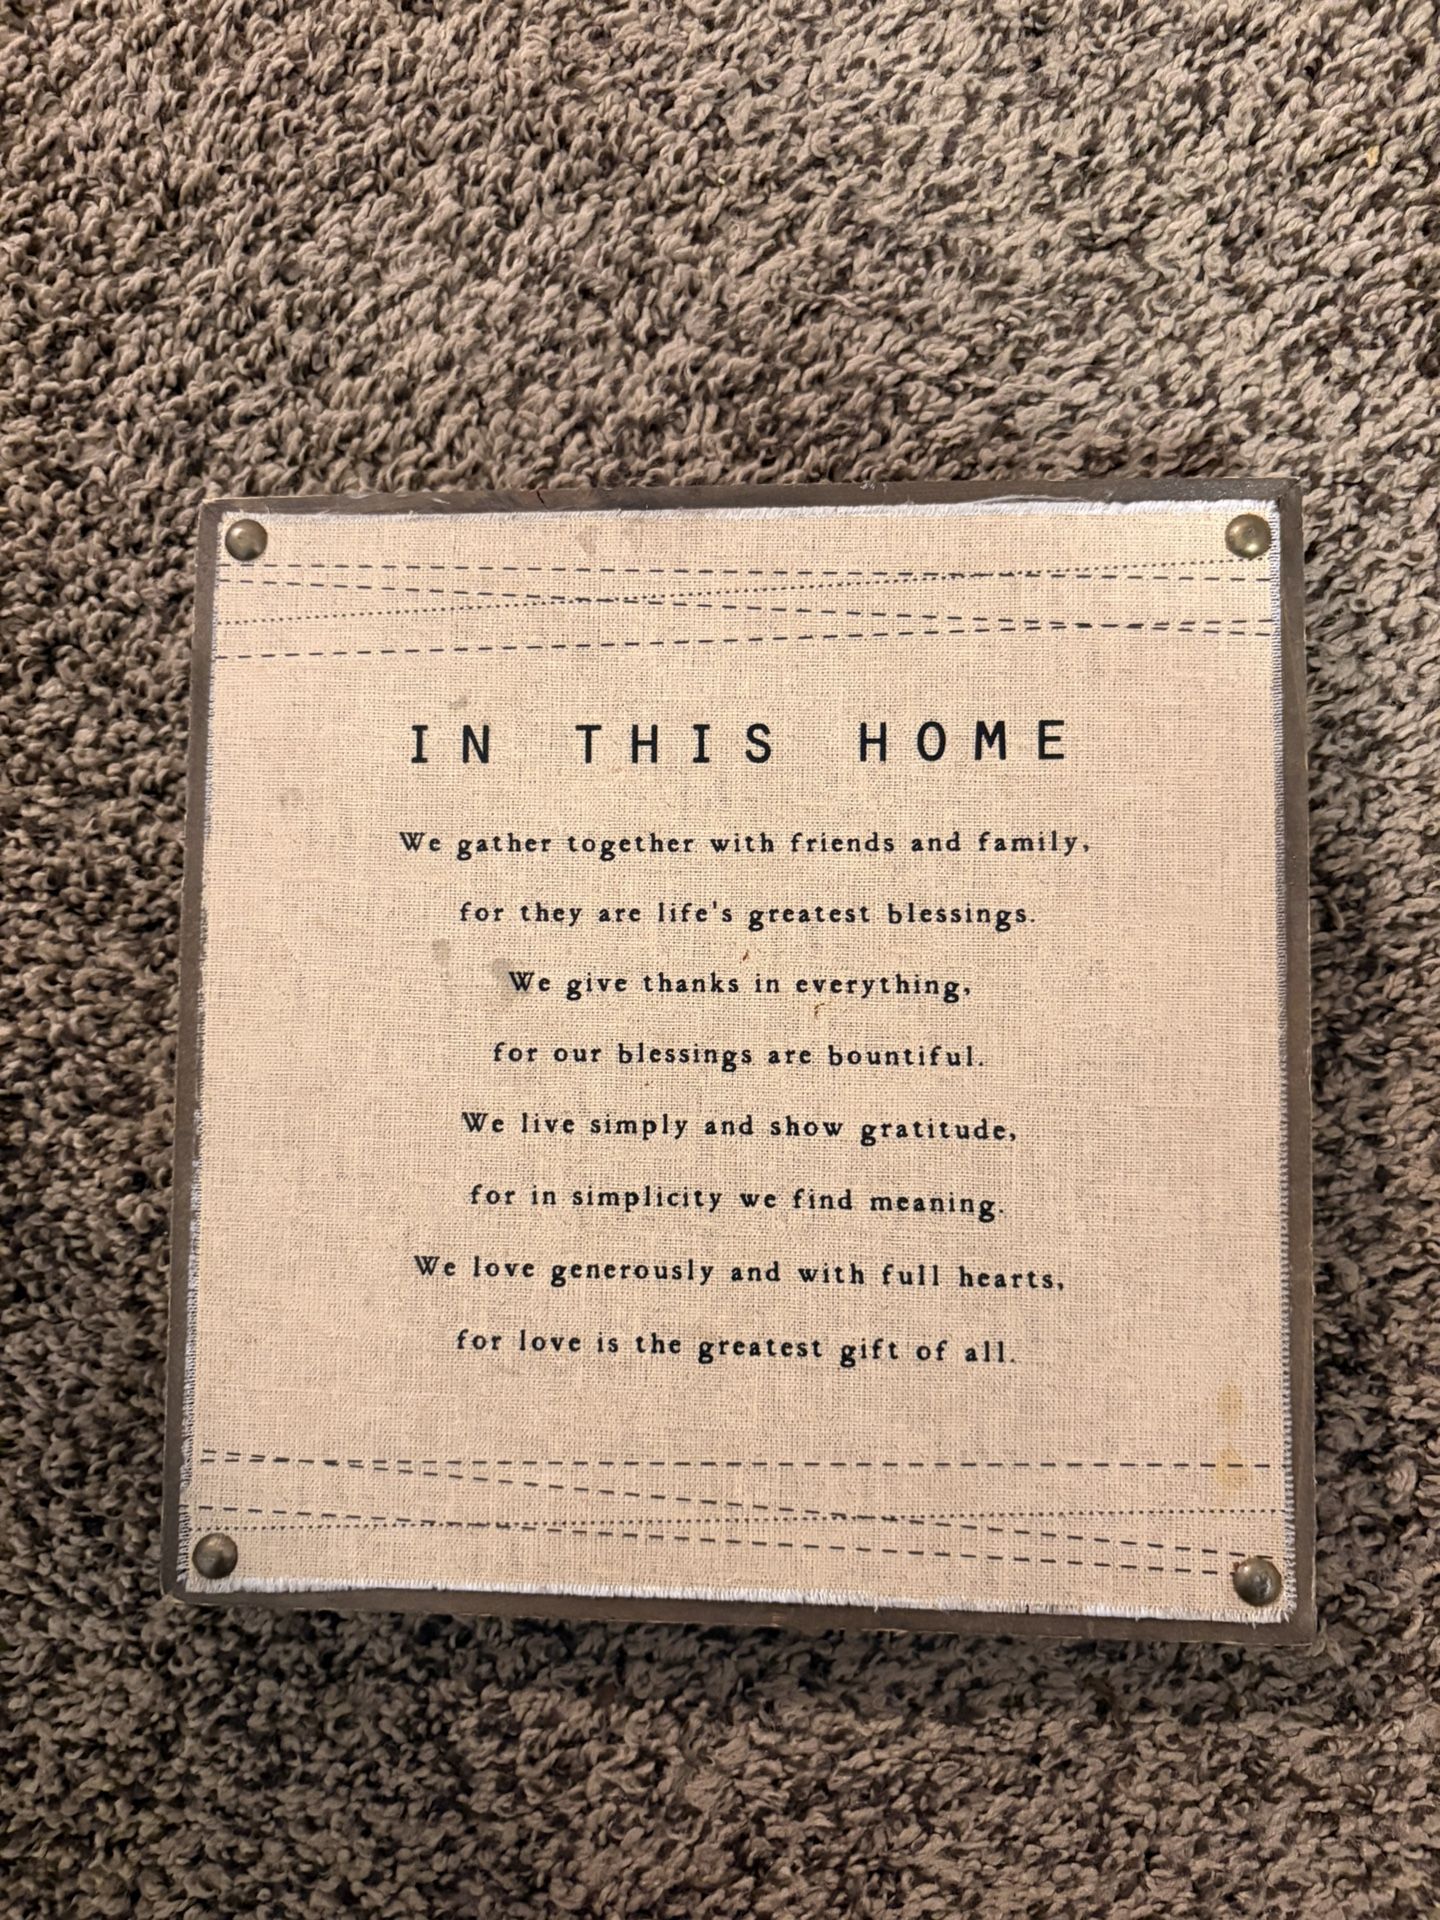 IN THIS HOME
We gather together with friends and family,
for they are life's greatest blessings.
We give thanks in everything,
for our blessings are bountiful.
We live simply and show gratitude,
for in simplicity we find meaning.
We love generously and with full hearts,
for love is the greatest gift of all.